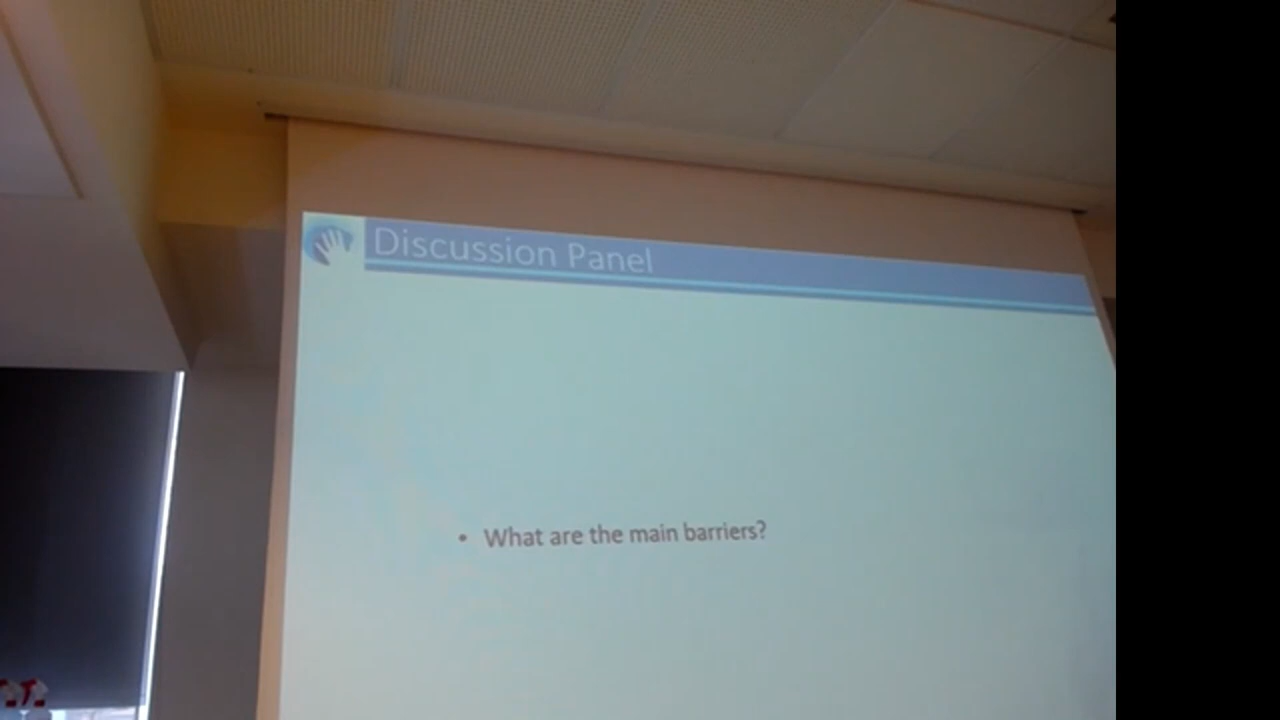 Discussion Panel
• What are the main barriers?